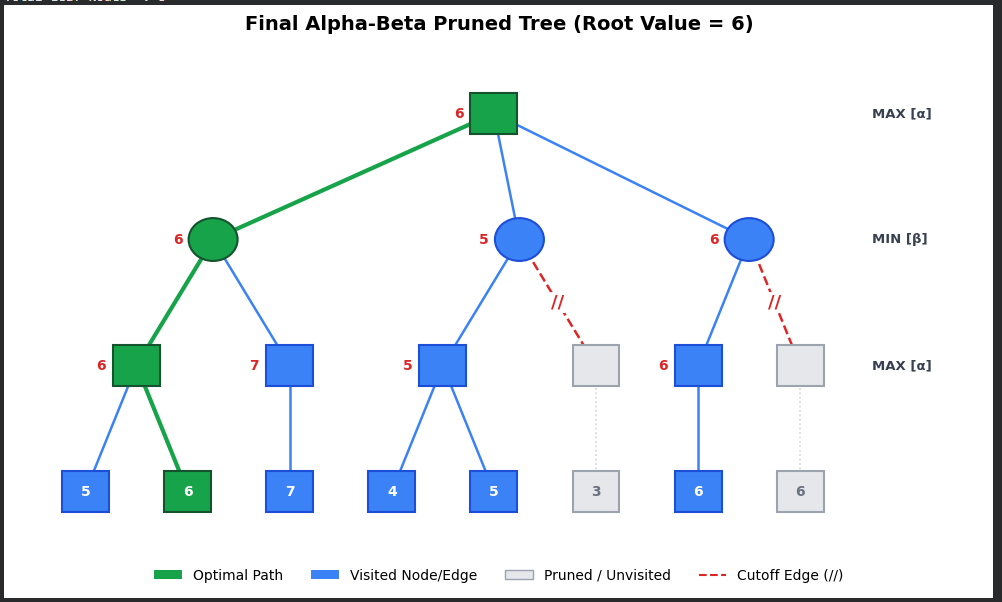 Final Alpha-Beta Pruned Tree (Root Value = 6)
6 MAX [α]
6 5 6 MIN [β]
// //
6 7 5 6 MAX [α]
5 6 7 4 5 3 6 6
Optimal Path Visited Node/Edge Pruned / Unvisited Cutoff Edge (//)